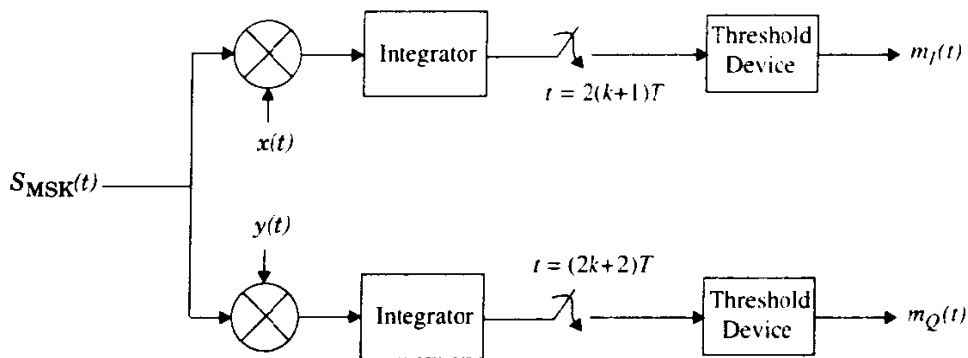 Integrator
Threshold
Device
m_I(t)
t = 2(k+1)T
x(t)
S_MSK(t)
y(t)
t = (2k+2)T
Integrator
Threshold
Device
m_Q(t)